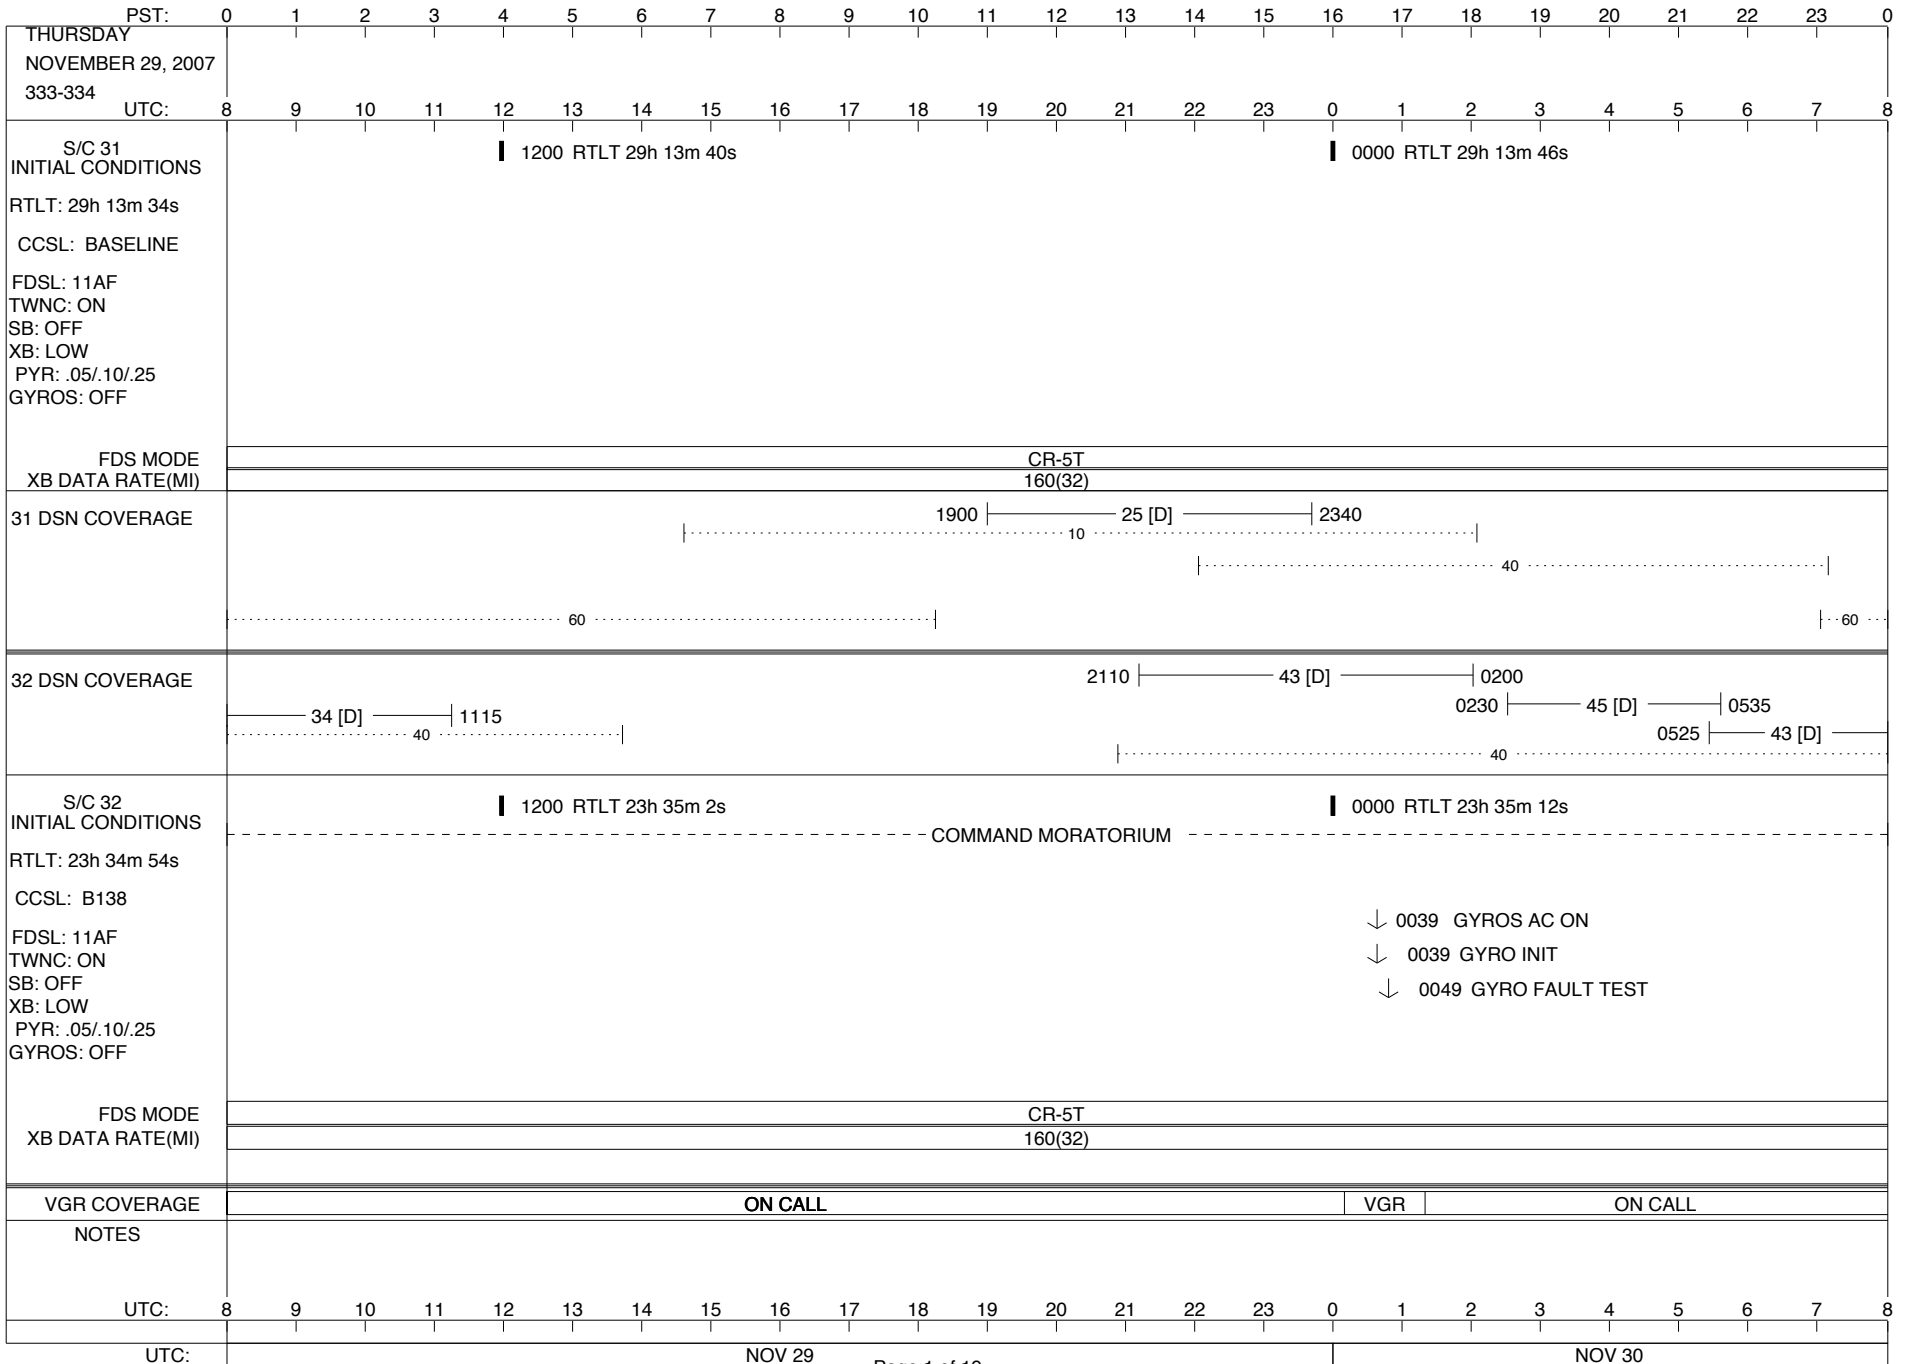 PST: 0 1 2 3 4 5 6 7 8 9 10 11 12 13 14 15 16 17 18 19 20 21 22 23 0
THURSDAY
NOVEMBER 29, 2007
333-334
UTC: 8 9 10 11 12 13 14 15 16 17 18 19 20 21 22 23 0 1 2 3 4 5 6 7 8
S/C 31
INITIAL CONDITIONS
1200 RTLT 29h 13m 40s
0000 RTLT 29h 13m 46s
RTLT: 29h 13m 34s
CCSL: BASELINE
FDSL: 11AF
TWNC: ON
SB: OFF
XB: LOW
PYR: .05/.10/.25
GYROS: OFF
FDS MODE CR-5T
XB DATA RATE(MI) 160(32)
31 DSN COVERAGE 1900 25 [D] 2340
10
40
60 60
32 DSN COVERAGE 2110 43 [D] 0200
0230 45 [D] 0535
34 [D] 1115
0525 43 [D]
40
40
S/C 32
INITIAL CONDITIONS
1200 RTLT 23h 35m 2s
0000 RTLT 23h 35m 12s
COMMAND MORATORIUM
RTLT: 23h 34m 54s
CCSL: B138
FDSL: 11AF
TWNC: ON
SB: OFF
XB: LOW
PYR: .05/.10/.25
GYROS: OFF
0039 GYROS AC ON
0039 GYRO INIT
0049 GYRO FAULT TEST
FDS MODE CR-5T
XB DATA RATE(MI) 160(32)
VGR COVERAGE ON CALL VGR ON CALL
NOTES
UTC: 8 9 10 11 12 13 14 15 16 17 18 19 20 21 22 23 0 1 2 3 4 5 6 7 8
UTC: NOV 29 NOV 30